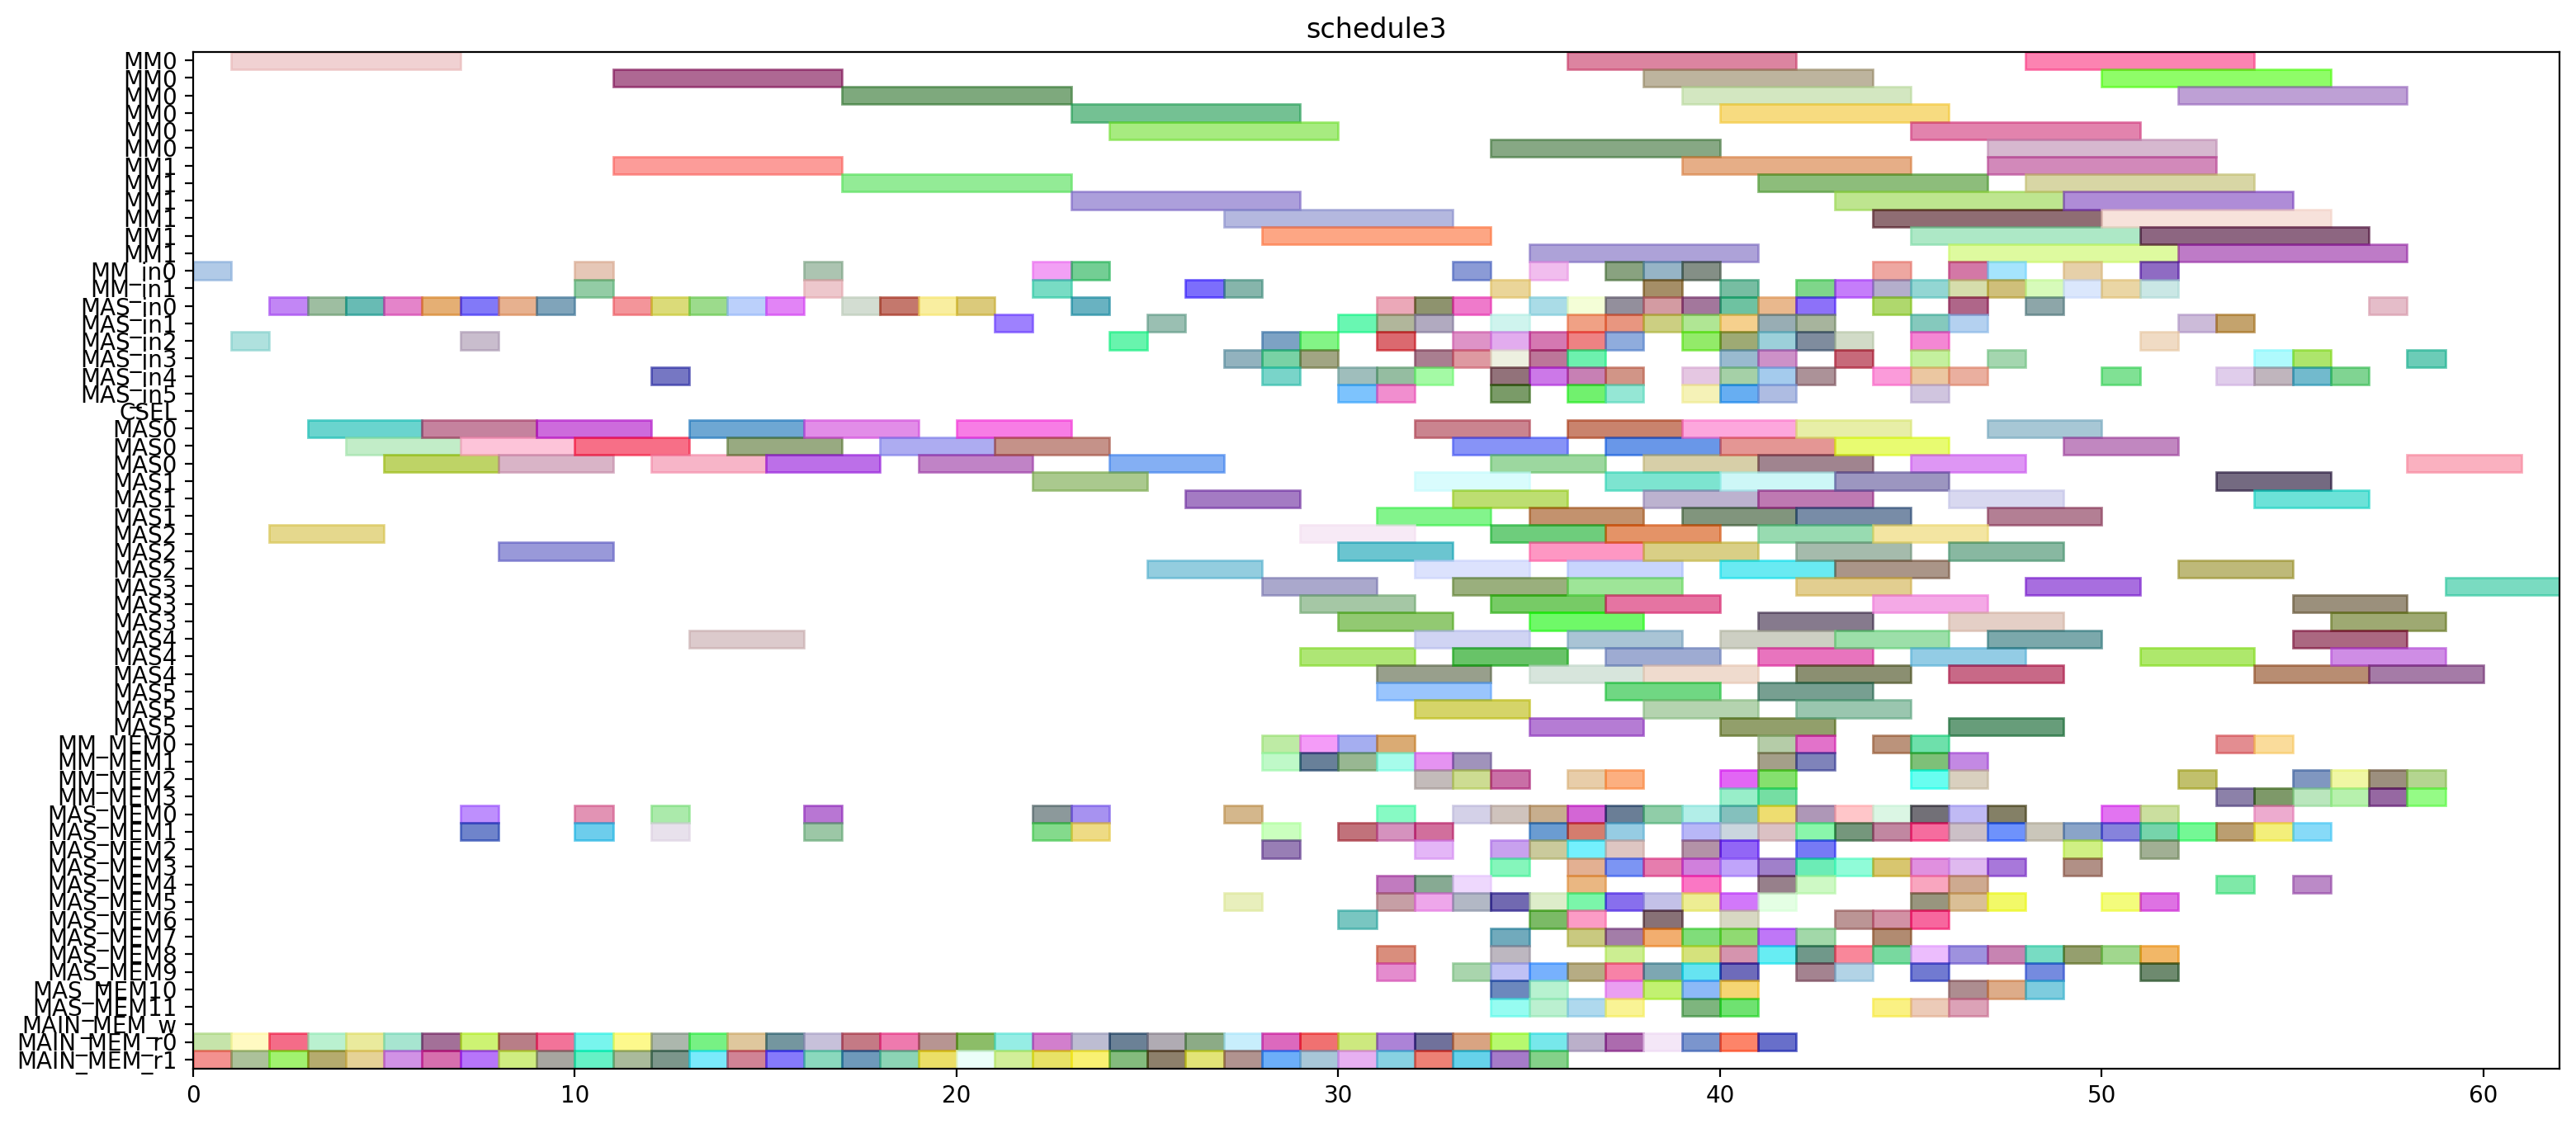 schedule3
MM0
MM0
MM0
MM0
MM0
MM0
MM1
MM1
MM1
MM1
MM1
MM1
MM_in0
MM_in1
MAS_in0
MAS_in1
MAS_in2
MAS_in3
MAS_in4
MAS_in5
CSEL
MAS0
MAS0
MAS0
MAS1
MAS1
MAS1
MAS2
MAS2
MAS2
MAS3
MAS3
MAS3
MAS4
MAS4
MAS4
MAS5
MAS5
MAS5
MM_MEM0
MM_MEM1
MM_MEM2
MM_MEM3
MAS_MEM0
MAS_MEM1
MAS_MEM2
MAS_MEM3
MAS_MEM4
MAS_MEM5
MAS_MEM6
MAS_MEM7
MAS_MEM8
MAS_MEM9
MAS_MEM10
MAS_MEM11
MAIN_MEM_w
MAIN_MEM_r0
MAIN_MEM_r1
0 10 20 30 40 50 60